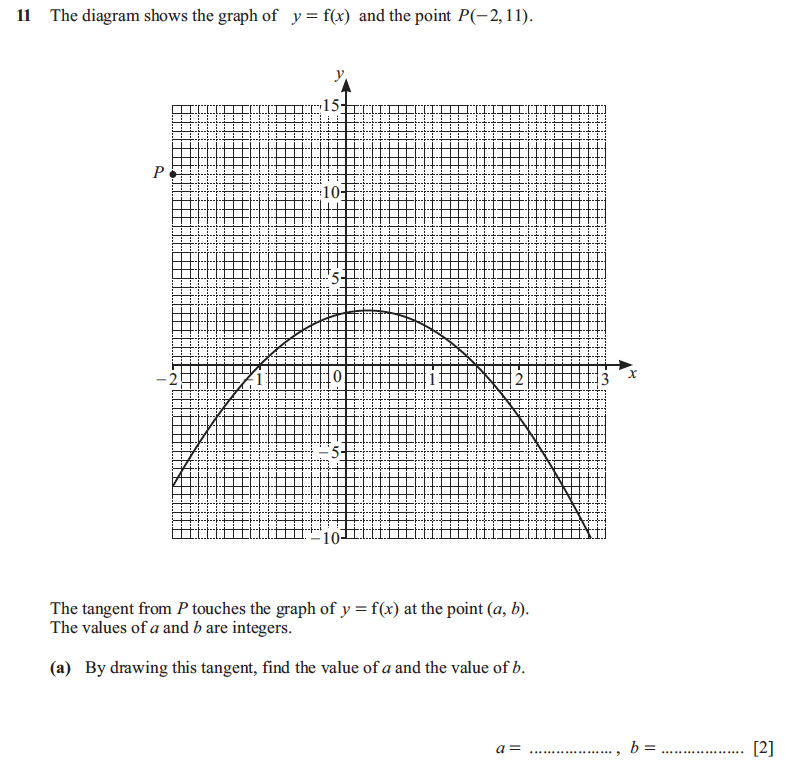 11 The diagram shows the graph of y = f(x) and the point P(−2, 11).
y
15
P
10
5
−2 −1 0 1 2 3 x
−5
−10
The tangent from P touches the graph of y = f(x) at the point (a, b).
The values of a and b are integers.
(a) By drawing this tangent, find the value of a and the value of b.
a = .................... , b = .................... [2]